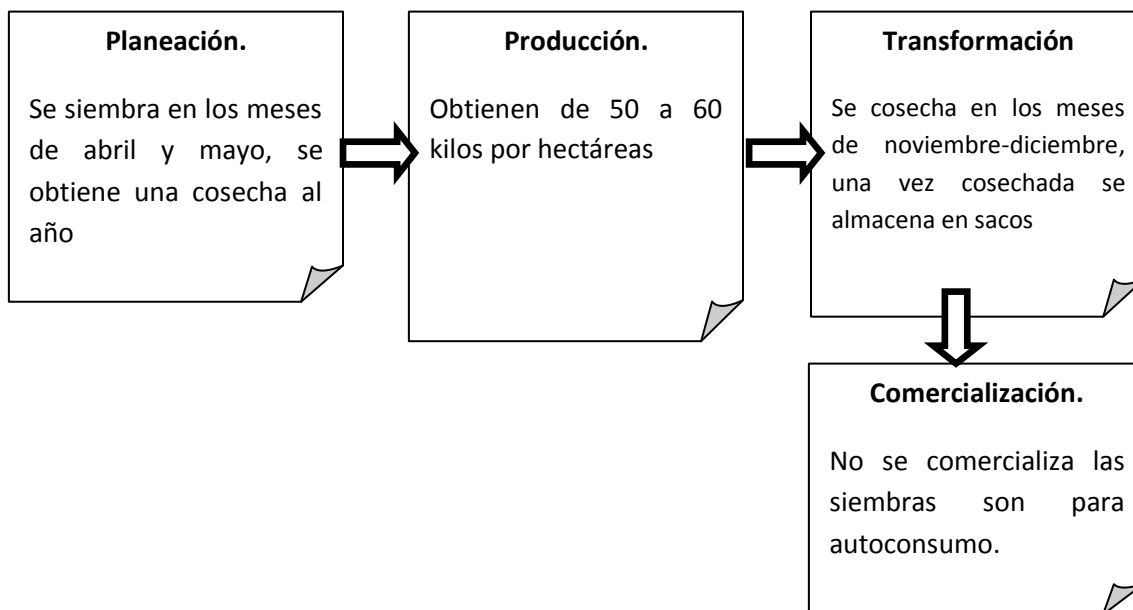 Planeación.
Se siembra en los meses
de abril y mayo, se
obtiene una cosecha al
año
Producción.
Obtienen de 50 a 60
kilos por hectáreas
Transformación
Se cosecha en los meses
de noviembre-diciembre,
una vez cosechada se
almacena en sacos
Comercialización.
No se comercializa las
siembras son para
autoconsumo.